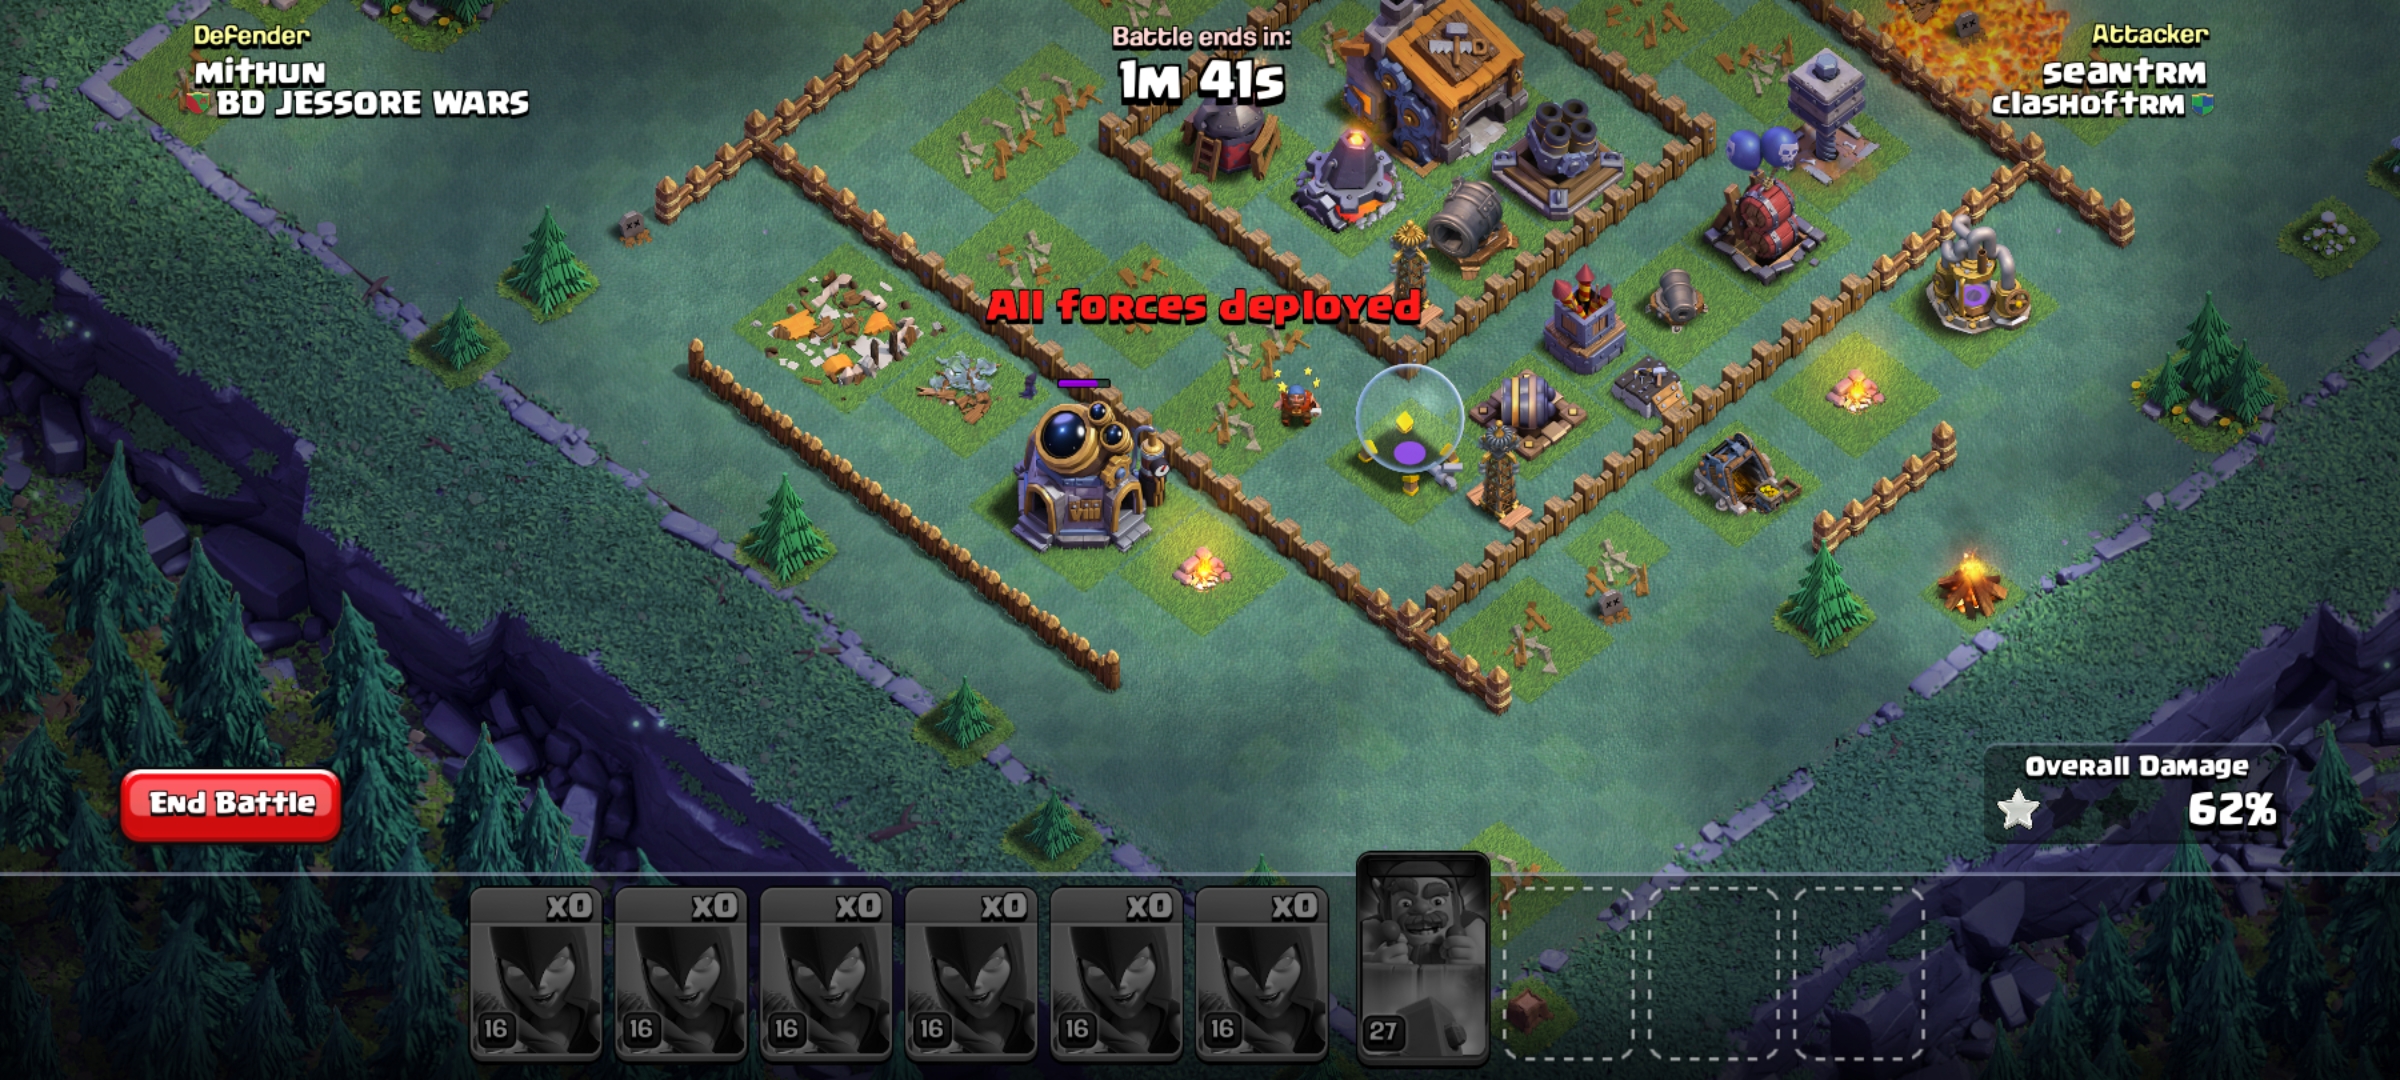 Defender
MiTHUN
BD JESSORE WARS
Battle ends in:
1M 41s
Attacker
seantRM
clashoftRM
All forces deployed
VIII
End Battle
Overall Damage
62%
x0
x0
x0
x0
x0
x0
16
16
16
16
16
16
27